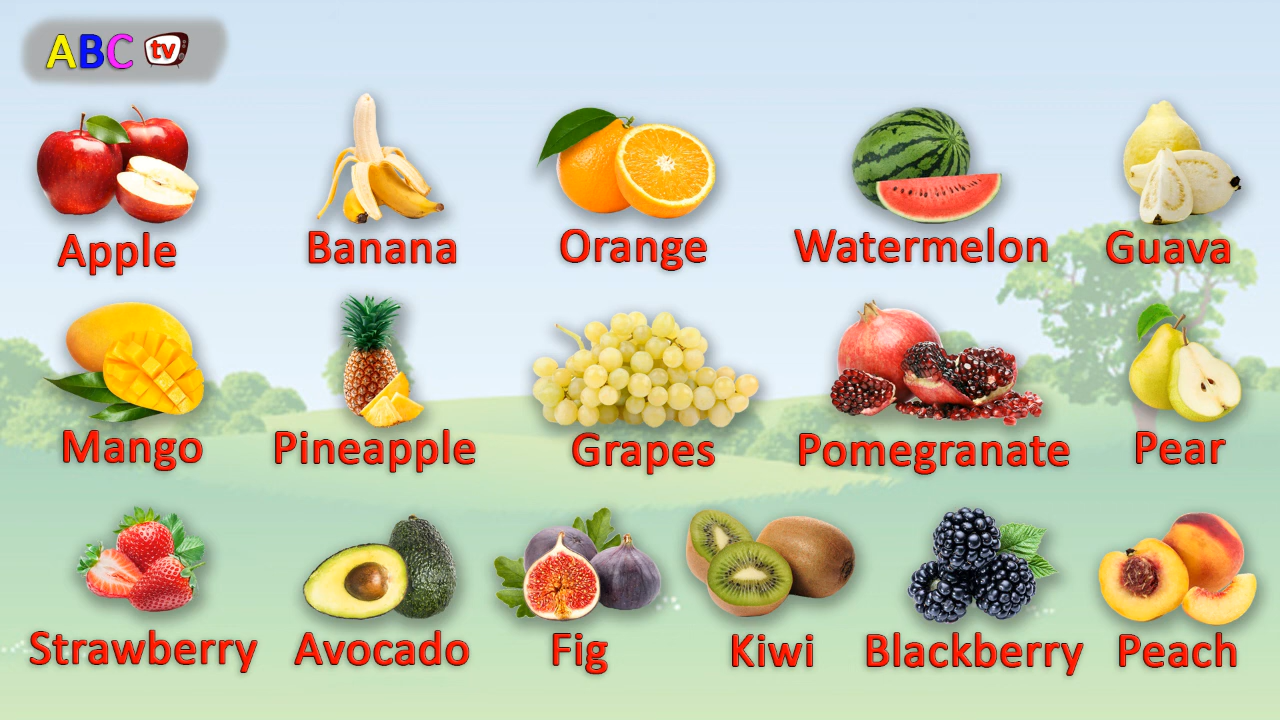 ABC tv
Apple Banana Orange Watermelon Guava
Mango Pineapple Grapes Pomegranate Pear
Strawberry Avocado Fig Kiwi Blackberry Peach